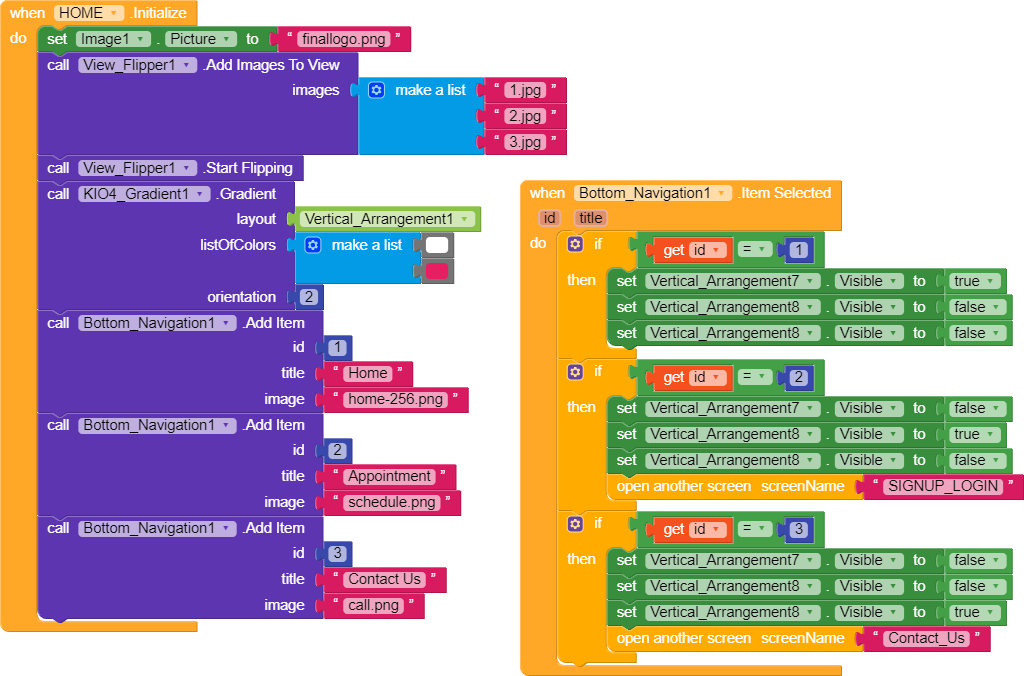 when HOME .Initialize
do set Image1 . Picture to " finallogo.png "
call View_Flipper1 .Add Images To View
images make a list " 1.jpg "
" 2.jpg "
" 3.jpg "
call View_Flipper1 .Start Flipping
call KIO4_Gradient1 .Gradient
layout Vertical_Arrangement1
listOfColors make a list
orientation 2
call Bottom_Navigation1 .Add Item
id 1
title " Home "
image " home-256.png "
call Bottom_Navigation1 .Add Item
id 2
title " Appointment "
image " schedule.png "
call Bottom_Navigation1 .Add Item
id 3
title " Contact Us "
image " call.png "
when Bottom_Navigation1 .Item Selected
id title
do if get id = 1
then set Vertical_Arrangement7 . Visible to true
set Vertical_Arrangement8 . Visible to false
set Vertical_Arrangement8 . Visible to false
if get id = 2
then set Vertical_Arrangement7 . Visible to false
set Vertical_Arrangement8 . Visible to true
set Vertical_Arrangement8 . Visible to false
open another screen screenName " SIGNUP_LOGIN "
if get id = 3
then set Vertical_Arrangement7 . Visible to false
set Vertical_Arrangement8 . Visible to false
set Vertical_Arrangement8 . Visible to true
open another screen screenName " Contact_Us "